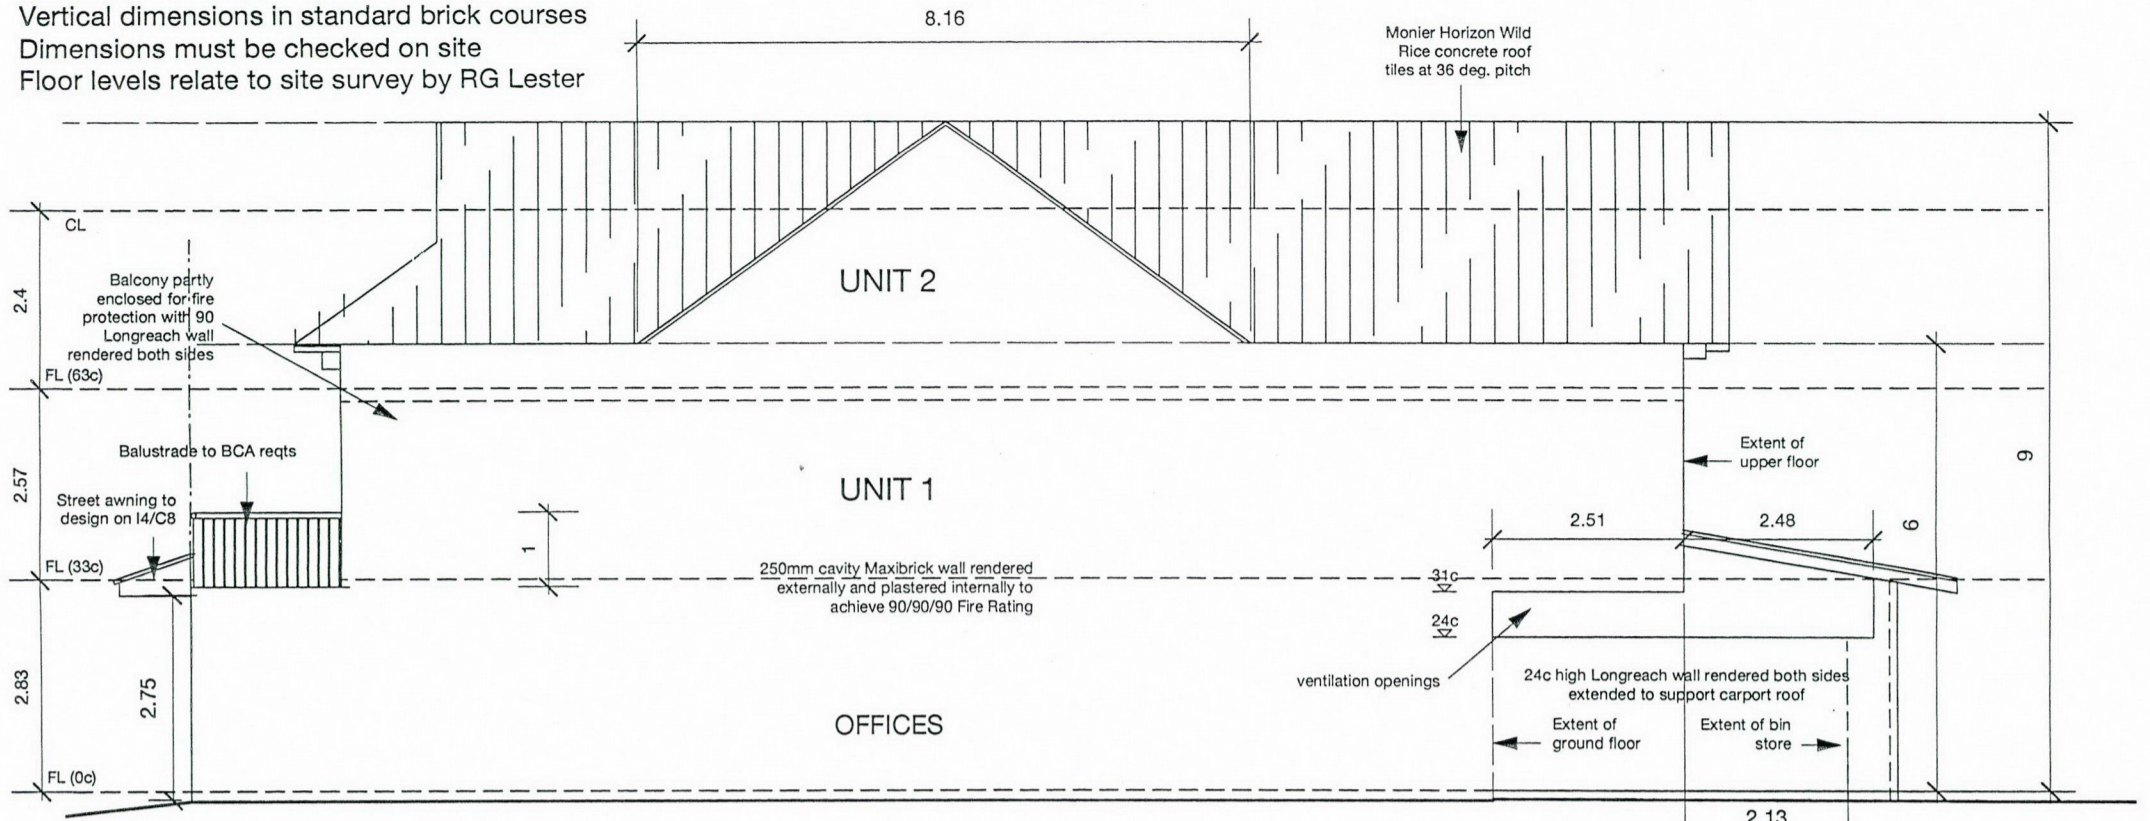 Vertical dimensions in standard brick courses
Dimensions must be checked on site
Floor levels relate to site survey by RG Lester
8.16
Monier Horizon Wild
Rice concrete roof
tiles at 36 deg. pitch
CL
Balcony partly
enclosed for fire
protection with 90
Longreach wall
rendered both sides
2.4
UNIT 2
FL (63c)
Balustrade to BCA reqts
Extent of
upper floor
9
2.57
UNIT 1
Street awning to
design on I4/C8
2.51
2.48
6
1
FL (33c)
250mm cavity Maxibrick wall rendered
externally and plastered internally to
achieve 90/90/90 Fire Rating
31c
24c
ventilation openings
24c high Longreach wall rendered both sides
extended to support carport roof
2.83
2.75
OFFICES
Extent of
ground floor
Extent of bin
store
FL (0c)
2.13